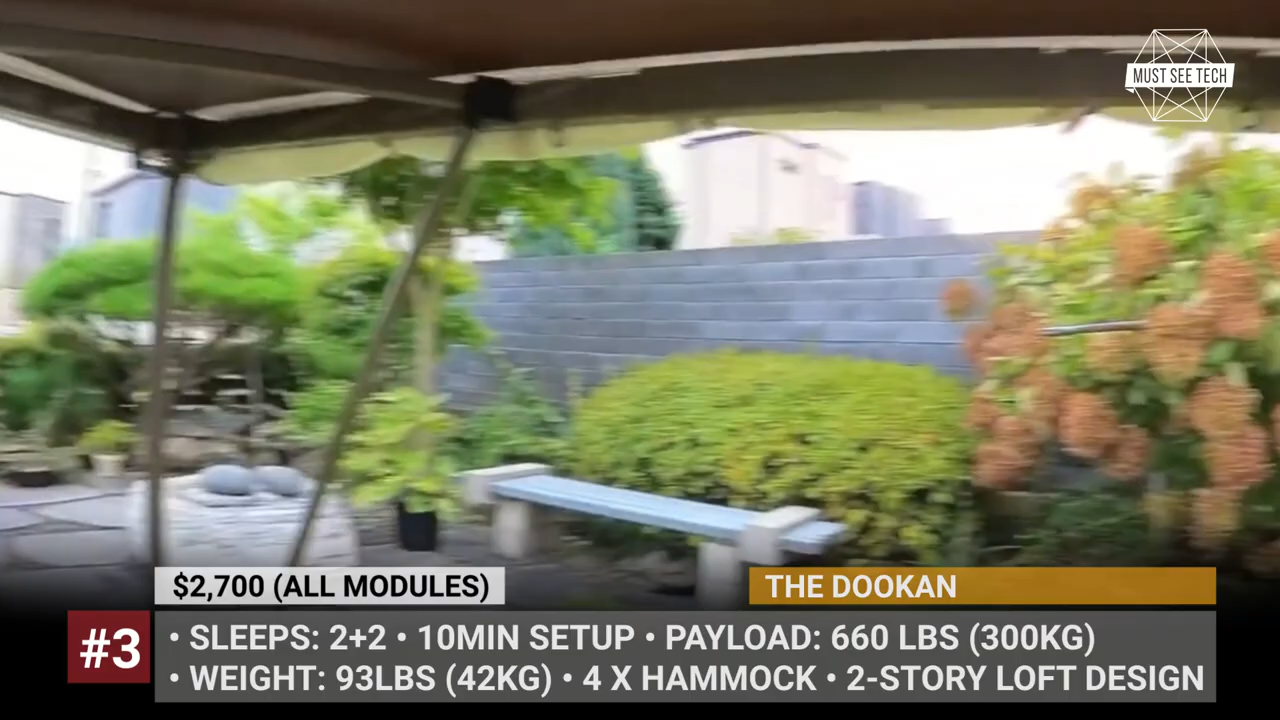 MUST SEE TECH
$2,700 (ALL MODULES)
THE DOOKAN
#3
• SLEEPS: 2+2 • 10MIN SETUP • PAYLOAD: 660 LBS (300KG)
• WEIGHT: 93LBS (42KG) • 4 X HAMMOCK • 2-STORY LOFT DESIGN